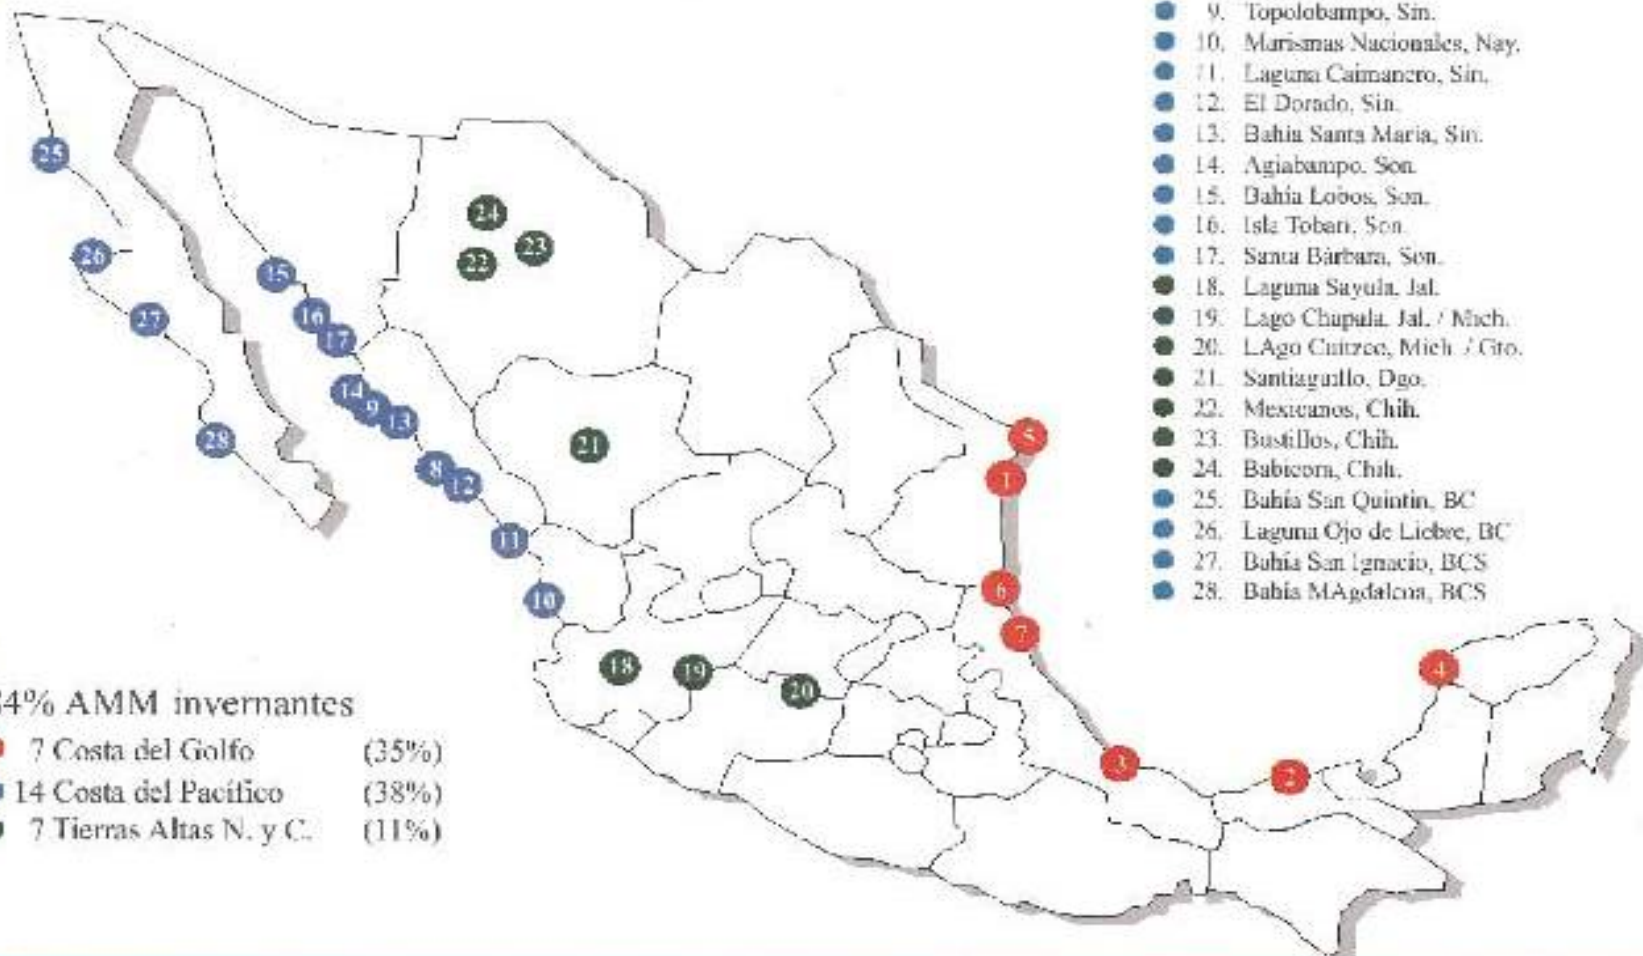 9. Topolobampo, Sin.
10. Marismas Nacionales, Nay.
11. Laguna Caimanero, Sin.
12. El Dorado, Sin.
13. Bahía Santa María, Sin.
14. Agiabampo, Son.
15. Bahía Lobos, Son.
16. Isla Tobari, Son.
17. Santa Bárbara, Son.
18. Laguna Sayula, Jal.
19. Lago Chapala, Jal. / Mich.
20. LAgo Cuitzeo, Mich. / Gto.
21. Santiaguillo, Dgo.
22. Mexicanos, Chih.
23. Bustillos, Chih.
24. Babicora, Chih.
25. Bahía San Quintín, BC
26. Laguna Ojo de Liebre, BC
27. Bahía San Ignacio, BCS
28. Bahía MAgdalena, BCS
25
24
23
22
26
15
27
16
17
14
9
13
28
21
8
12
11
10
5
1
6
7
4
18
19
20
3
2
4% AMM invernantes
7 Costa del Golfo (35%)
14 Costa del Pacífico (38%)
7 Tierras Altas N. y C. (11%)